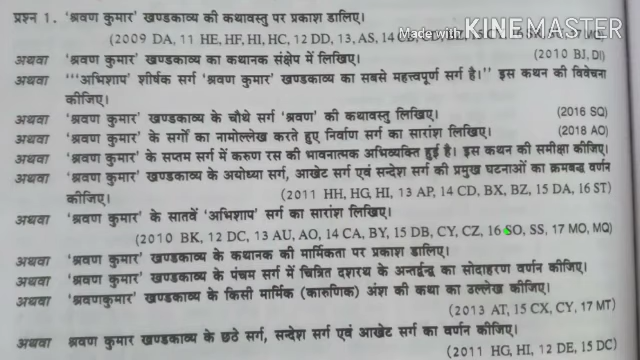 प्रश्न 1. 'श्रवण कुमार' खण्डकाव्य की कथावस्तु पर प्रकाश डालिए।
Made with KINEMASTER
(2009 DA, 11 HE, HF, HI, HC, 12 DD, 13, AS, 14
अथवा 'श्रवण कुमार' खण्डकाव्य का कथानक संक्षेप में लिखिए। (2010 BJ, DI)
अथवा '''अभिशाप' शीर्षक सर्ग 'श्रवण कुमार' खण्डकाव्य का सबसे महत्त्वपूर्ण सर्ग है।'' इस कथन की विवेचना
कीजिए।
अथवा 'श्रवण कुमार' खण्डकाव्य के चौथे सर्ग 'श्रवण' की कथावस्तु लिखिए। (2016 SQ)
अथवा 'श्रवण कुमार' के सर्गों का नामोल्लेख करते हुए निर्वाण सर्ग का सारांश लिखिए। (2018 AO)
अथवा 'श्रवण कुमार' के सप्तम सर्ग में करुण रस की भावनात्मक अभिव्यक्ति हुई है। इस कथन की समीक्षा कीजिए।
अथवा 'श्रवण कुमार' खण्डकाव्य के अयोध्या सर्ग, आखेट सर्ग एवं सन्देश सर्ग की प्रमुख घटनाओं का क्रमबद्ध वर्णन
कीजिए। (2011 HH, HG, HI, 13 AP, 14 CD, BX, BZ, 15 DA, 16 ST)
अथवा 'श्रवण कुमार' के सातवें 'अभिशाप' सर्ग का सारांश लिखिए।
(2010 BK, 12 DC, 13 AU, AO, 14 CA, BY, 15 DB, CY, CZ, 16 SO, SS, 17 MO, MQ)
अथवा 'श्रवण कुमार' खण्डकाव्य के कथानक की मार्मिकता पर प्रकाश डालिए।
अथवा 'श्रवण कुमार' खण्डकाव्य के पंचम सर्ग में चित्रित दशरथ के अन्तर्द्वन्द्व का सोदाहरण वर्णन कीजिए।
अथवा 'श्रवणकुमार' खण्डकाव्य के किसी मार्मिक (कारुणिक) अंश की कथा का उल्लेख कीजिए।
(2013 AT, 15 CX, CY, 17 MT)
अथवा श्रवण कुमार खण्डकाव्य के छठे सर्ग, सन्देश सर्ग एवं आखेट सर्ग का वर्णन कीजिए।
(2011 HG, HI, 12 DE, 15 DC)